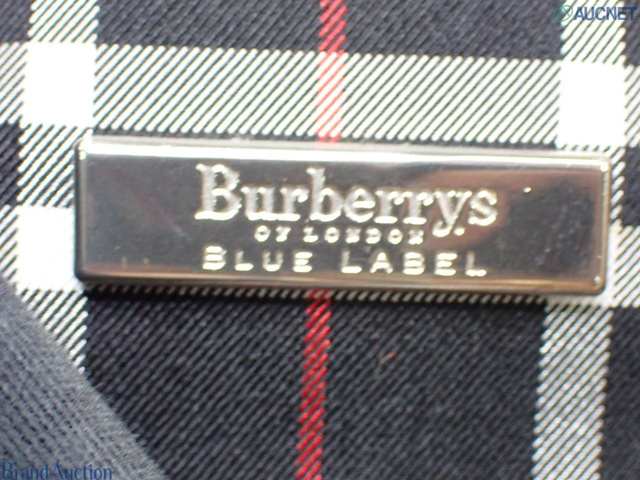 AUCNET
Burberrys
OF LONDON
BLUE LABEL
Brand Auction